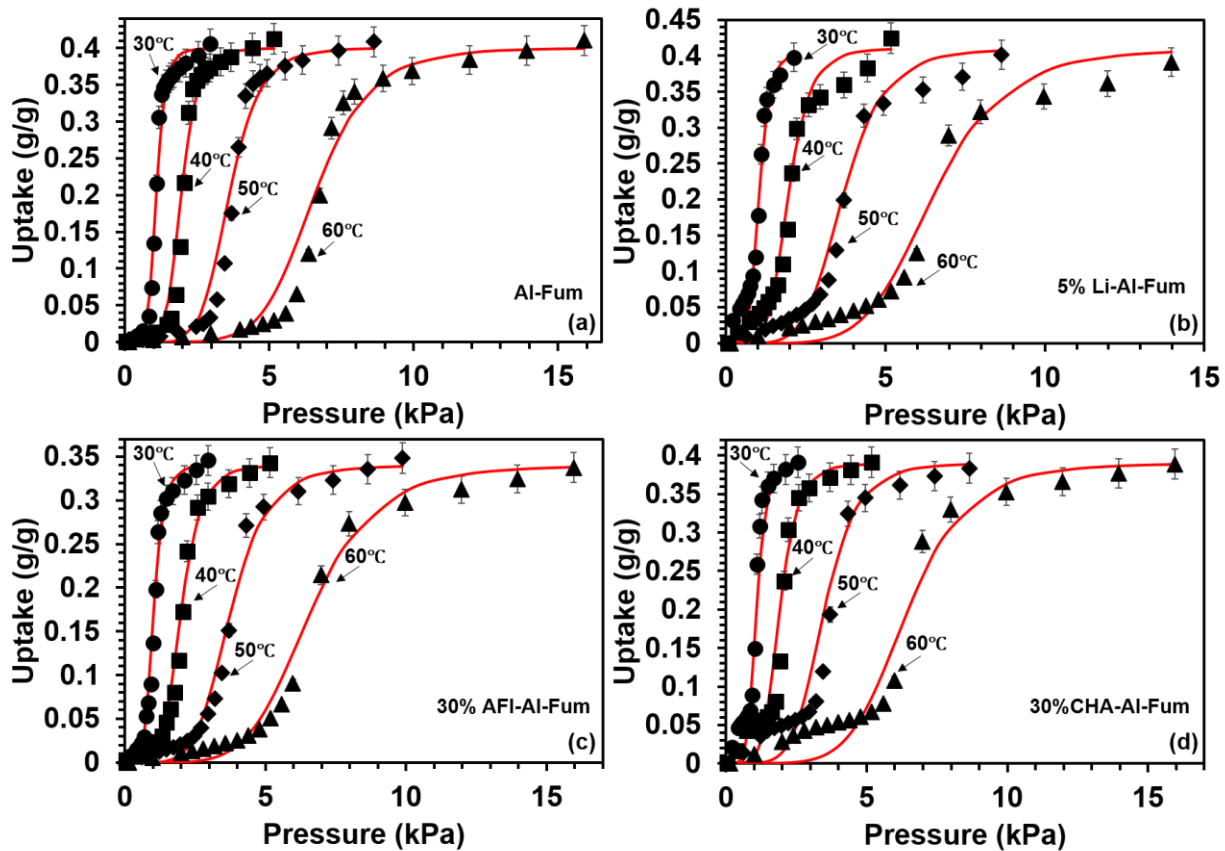 Uptake (g/g)
0.4
0.35
0.3
0.25
0.2
0.15
0.1
0.05
0
30℃
40℃
50℃
60℃
Al-Fum
(a)
0 5 10 15
Pressure (kPa)
Uptake (g/g)
0.45
0.4
0.35
0.3
0.25
0.2
0.15
0.1
0.05
0
30℃
40℃
50℃
60℃
5% Li-Al-Fum
(b)
0 5 10 15
Pressure (kPa)
Uptake (g/g)
0.35
0.3
0.25
0.2
0.15
0.1
0.05
0
30℃
40℃
50℃
60℃
30% AFI-Al-Fum
(c)
0 5 10 15
Pressure (kPa)
Uptake (g/g)
0.4
0.35
0.3
0.25
0.2
0.15
0.1
0.05
0
30℃
40℃
50℃
60℃
30%CHA-Al-Fum
(d)
0 5 10 15
Pressure (kPa)